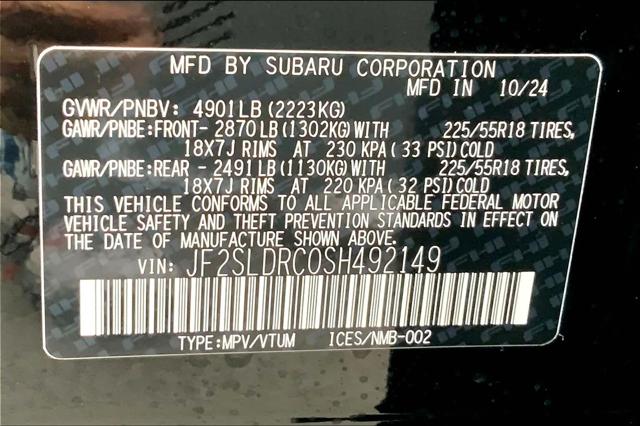 MFD BY SUBARU CORPORATION
MFD IN 10/24
GVWR/PNBV: 4901LB (2223KG)
GAWR/PNBE:FRONT- 2870 LB (1302KG) WITH 225/55R18 TIRES,
18X7J RIMS AT 230 KPA ( 33 PSI) COLD
GAWR/PNBE:REAR - 2491 LB (1130KG) WITH 225/55R18 TIRES,
18X7J RIMS AT 220 KPA ( 32 PSI) COLD
THIS VEHICLE CONFORMS TO ALL APPLICABLE FEDERAL MOTOR
VEHICLE SAFETY AND THEFT PREVENTION STANDARDS IN EFFECT ON
THE DATE OF MANUFACTURE SHOWN ABOVE.
VIN: JF2SLDRC0SH492149
TYPE:MPV/VTUM ICES/NMB-002